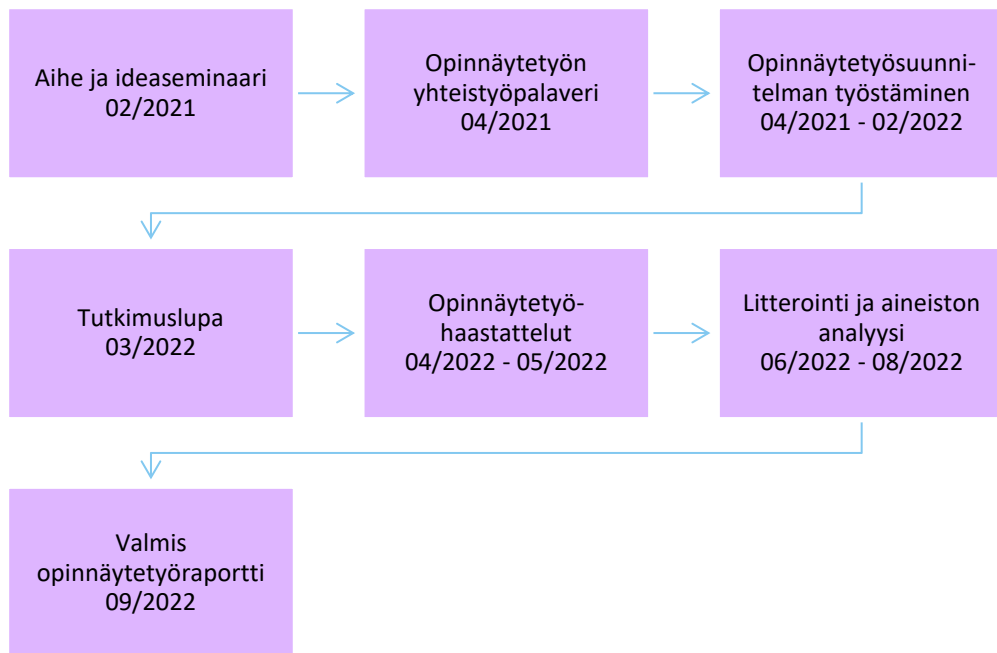 Aihe ja ideaseminaari
02/2021
Opinnäytetyön
yhteistyöpalaveri
04/2021
Opinnäytetyösuunni-
telman työstäminen
04/2021 - 02/2022
Tutkimuslupa
03/2022
Opinnäytetyö-
haastattelut
04/2022 - 05/2022
Litterointi ja aineiston
analyysi
06/2022 - 08/2022
Valmis
opinnäytetyöraportti
09/2022